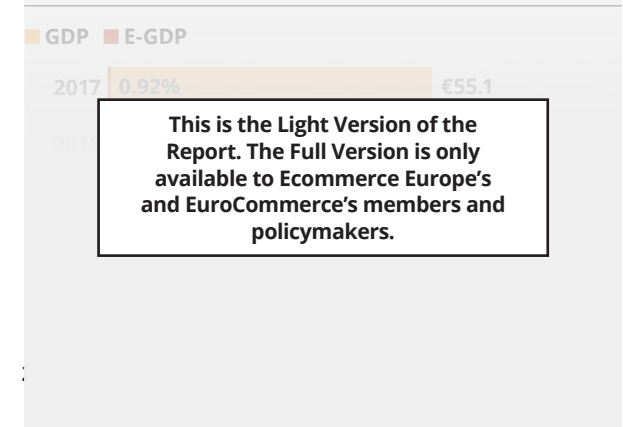 GDP E-GDP
2017 0.92% €55.1
2018
This is the Light Version of the
Report. The Full Version is only
available to Ecommerce Europe’s
and EuroCommerce’s members and
policymakers.